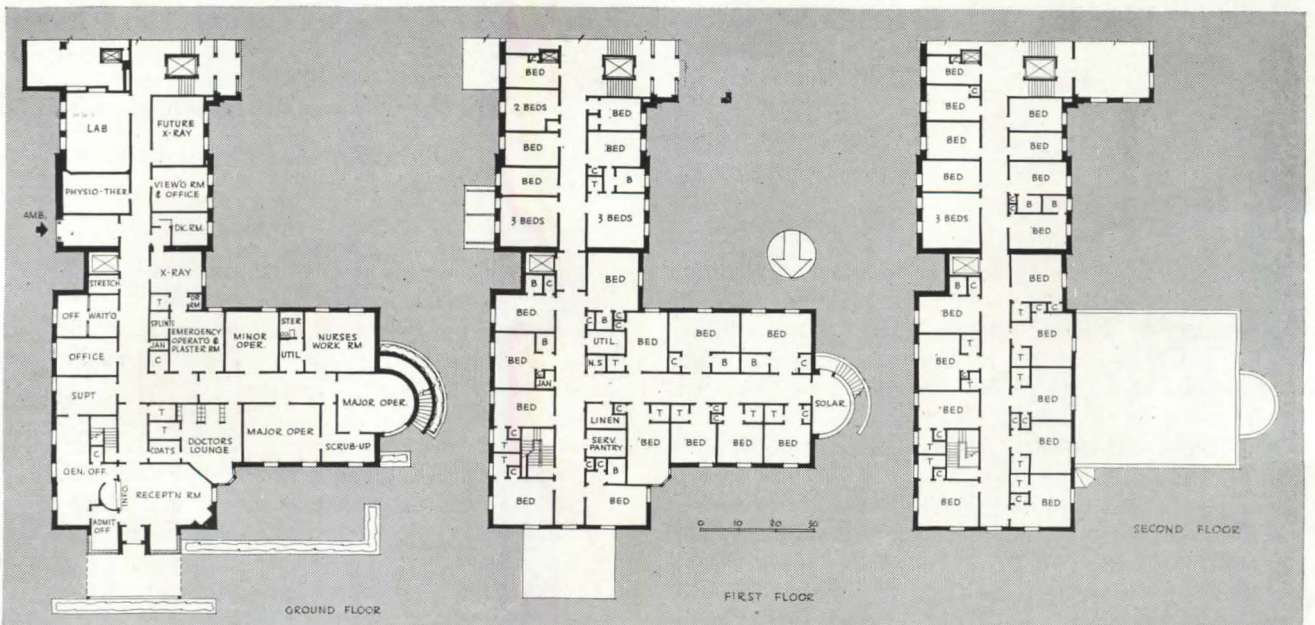 LAB
FUTURE
X-RAY
PHYSIO-THER
VIEW'G RM
& OFFICE
AMB.
DK. RM.
X-RAY
STRETCH
DR
RM
OFF
WAIT'G
T
SPLINTS
JAN
C
EMERGENCY
OPERAT'G &
PLASTER RM
MINOR
OPER.
STER
UTIL
NURSES
WORK RM
OFFICE
SUPT
T
T
COATS
DOCTORS
LOUNGE
MAJOR OPER
MAJOR OPER.
SCRUB-UP
C
GEN. OFF.
INFO.
RECEPT'N RM
ADMIT
OFF
GROUND FLOOR
C
BED
2 BEDS
BED
BED
BED
BED
C
T
B
BED
3 BEDS
3 BEDS
B
C
BED
BED
C
B
C
C
UTIL.
BED
BED
BED
BED
B
N.S
T
C
B
B
C
S
JAN
SOLAR.
BED
C
LINEN
T
T
T
C
C
T
T
C
SERV.
PANTRY
BED
BED
BED
BED
C
T
T
C
C
C
B
BED
BED
0 10 20 30
FIRST FLOOR
C
BED
C
BED
BED
BED
BED
BED
BED
3 BEDS
C
C
B
B
BED
B
C
BED
BED
T
C
C
BED
BED
T
T
S
T
T
BED
BED
C
T
T
C
C
C
BED
T
C
BED
BED
SECOND FLOOR